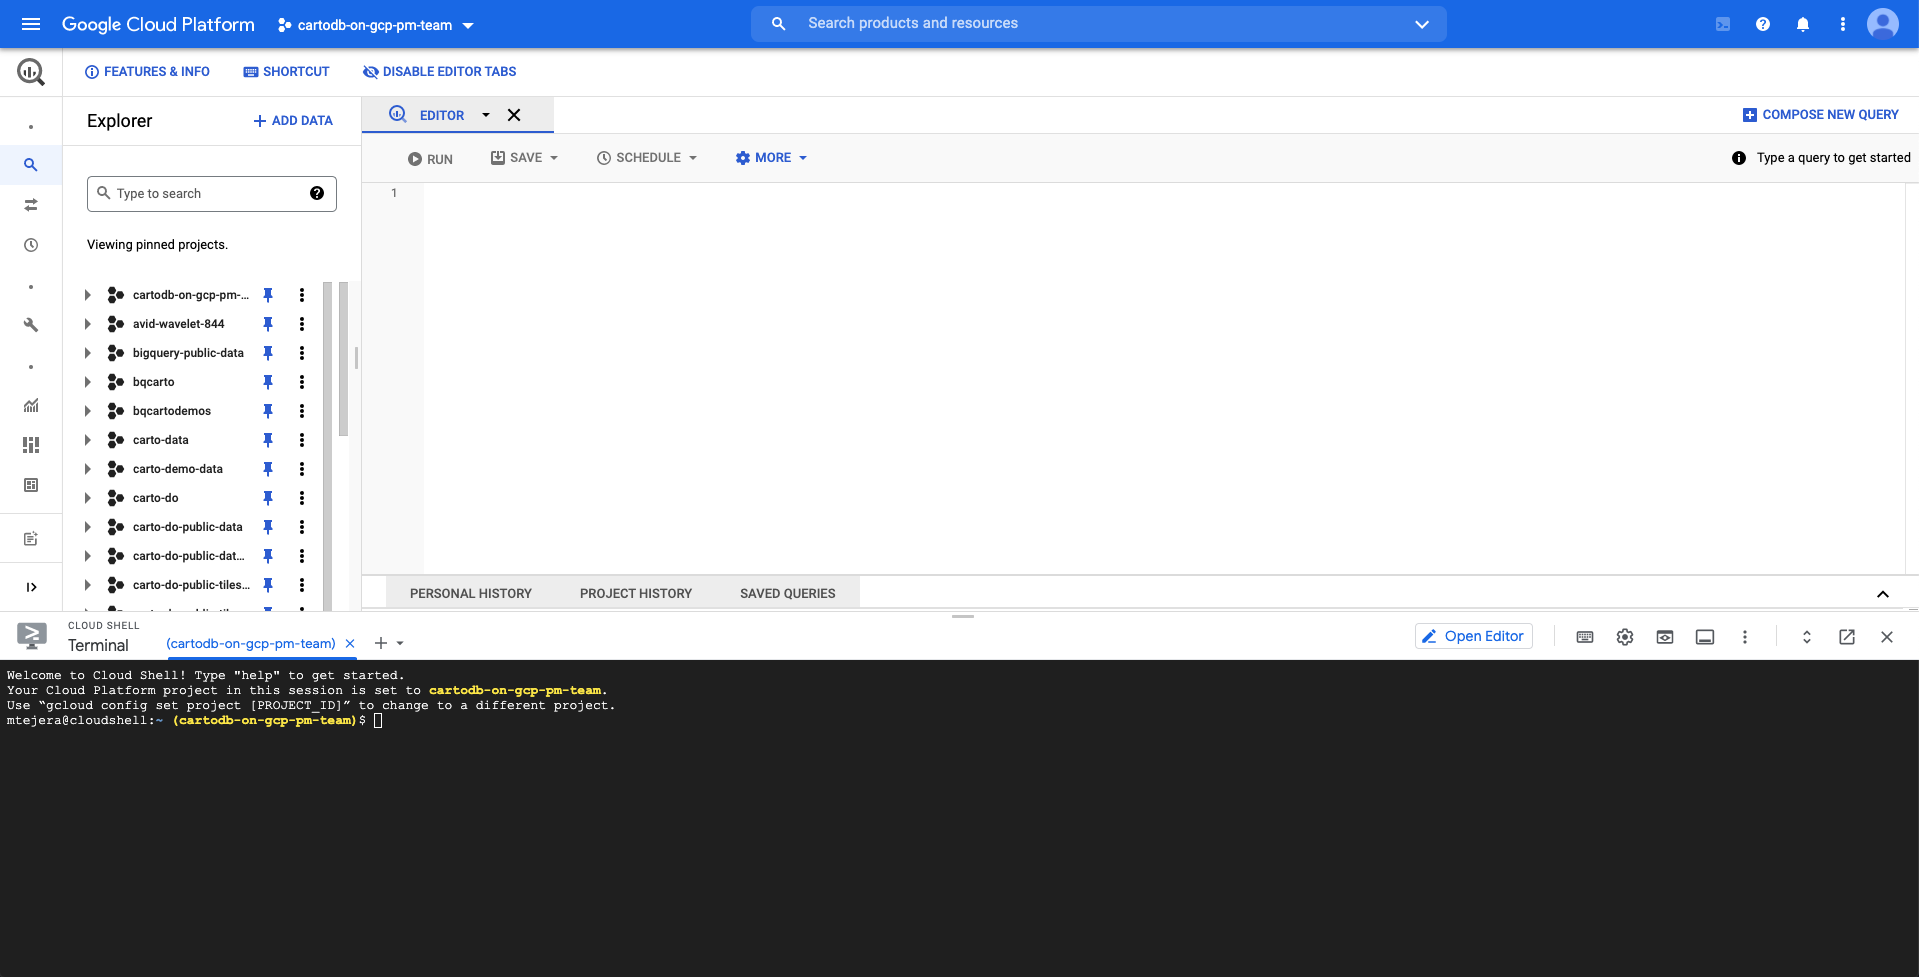 Google Cloud Platform
cartodb-on-gcp-pm-team
Search products and resources
FEATURES & INFO
SHORTCUT
DISABLE EDITOR TABS
Explorer
ADD DATA
EDITOR
COMPOSE NEW QUERY
RUN
SAVE
SCHEDULE
MORE
Type a query to get started
Type to search
1
Viewing pinned projects.
cartodb-on-gcp-pm-...
avid-wavelet-844
bigquery-public-data
bqcarto
bqcartodemos
carto-data
carto-demo-data
carto-do
carto-do-public-data
carto-do-public-dat...
carto-do-public-tiles...
PERSONAL HISTORY
PROJECT HISTORY
SAVED QUERIES
CLOUD SHELL
Terminal
(cartodb-on-gcp-pm-team)
Open Editor
Welcome to Cloud Shell! Type "help" to get started.
Your Cloud Platform project in this session is set to cartodb-on-gcp-pm-team.
Use “gcloud config set project [PROJECT_ID]” to change to a different project.
mtejera@cloudshell:~ (cartodb-on-gcp-pm-team)$